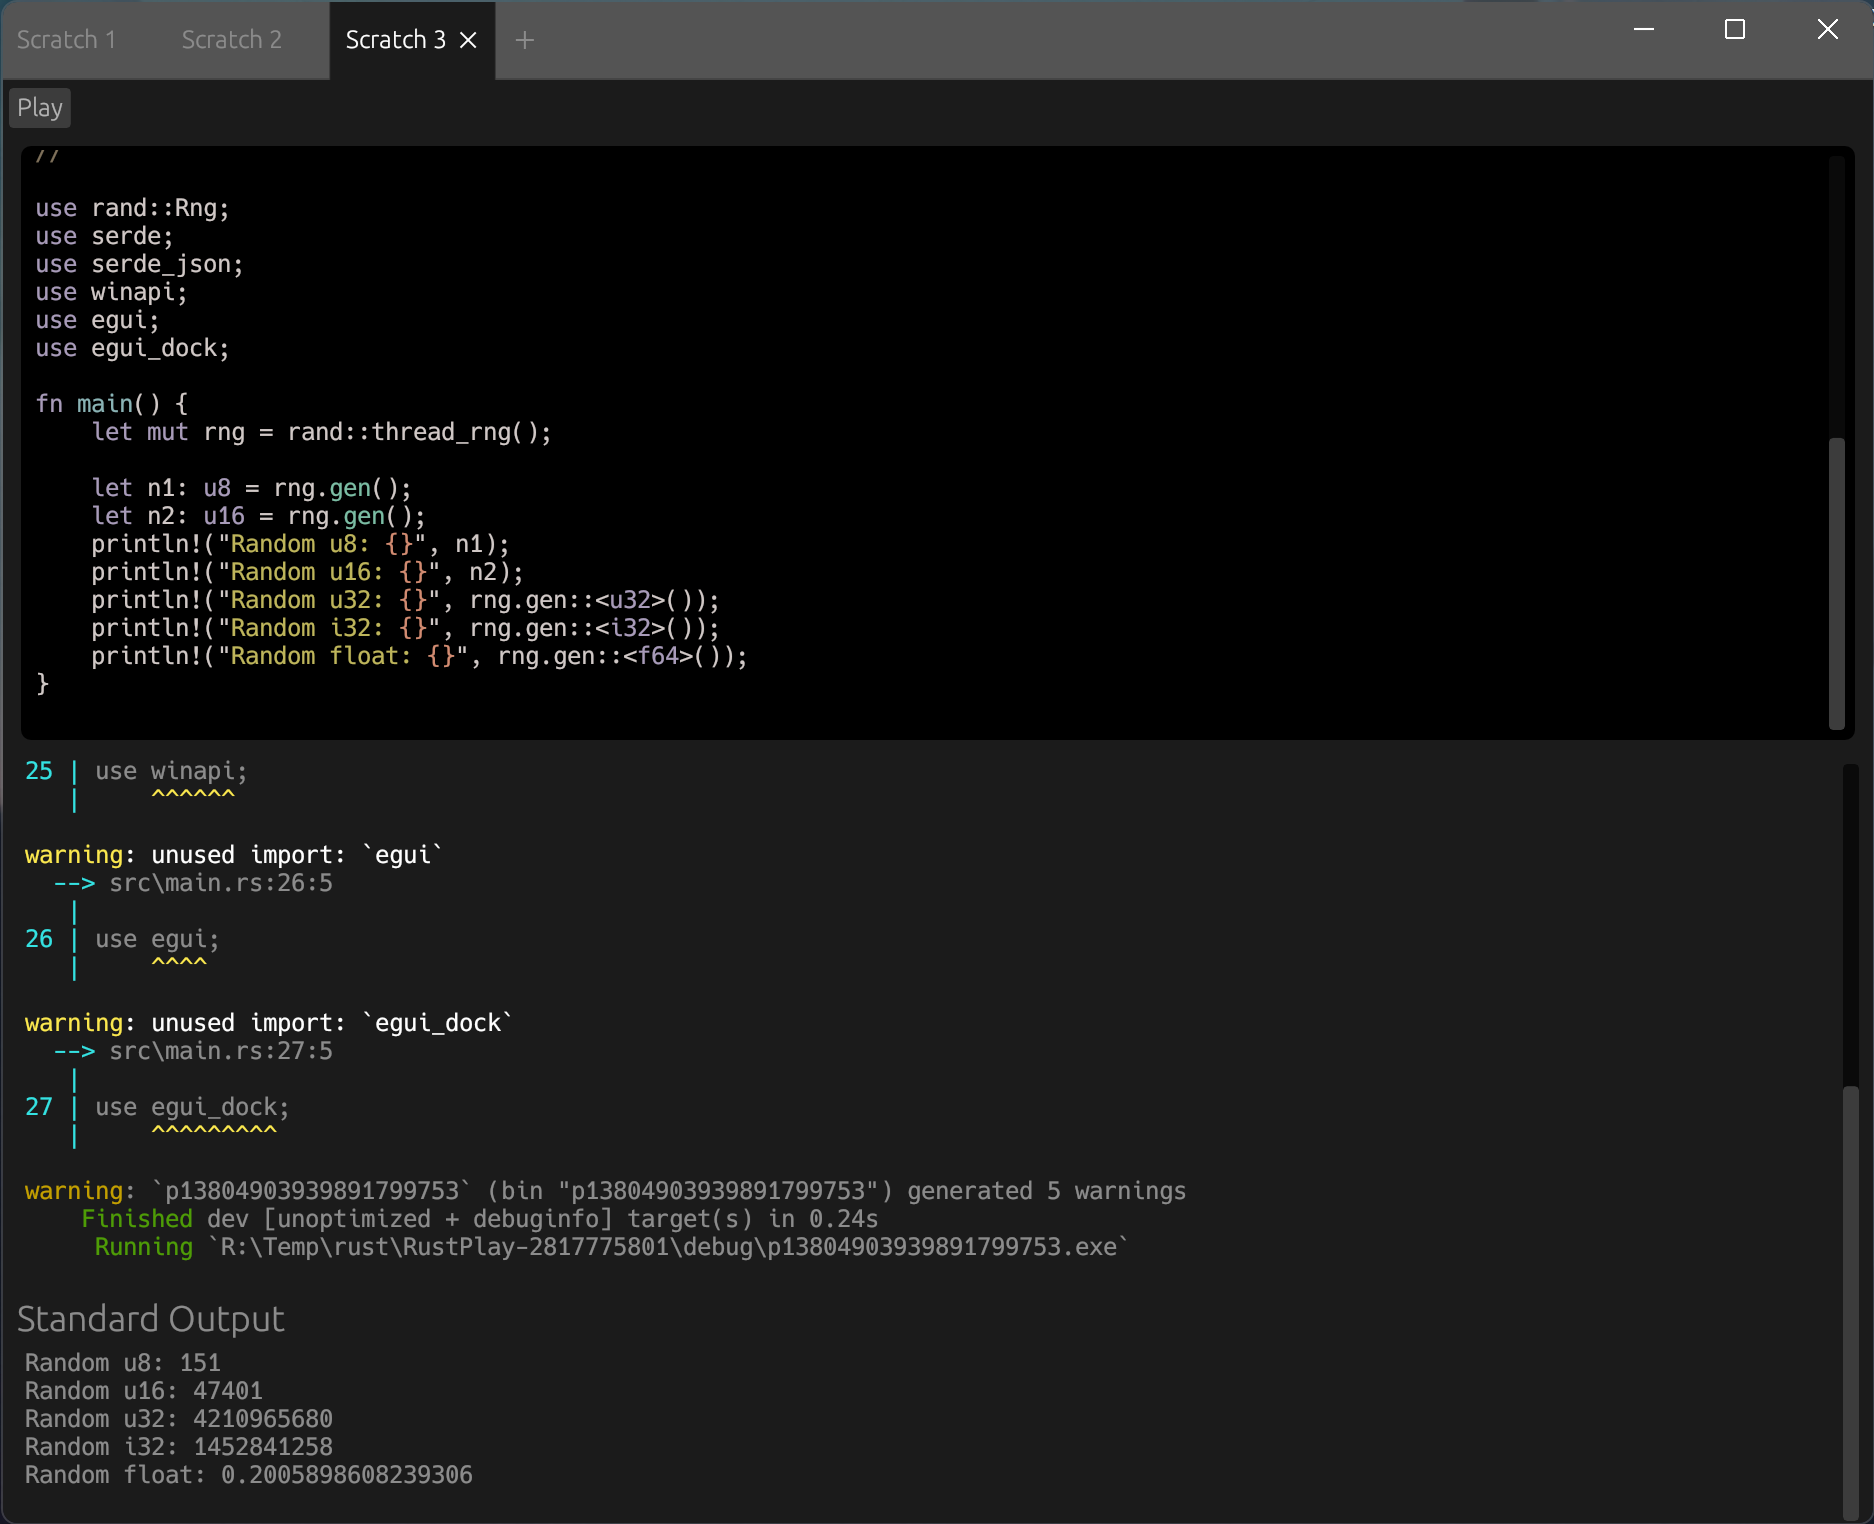 Scratch 1 Scratch 2 Scratch 3 × +
Play
//
use rand::Rng;
use serde;
use serde_json;
use winapi;
use egui;
use egui_dock;
fn main() {
    let mut rng = rand::thread_rng();
    let n1: u8 = rng.gen();
    let n2: u16 = rng.gen();
    println!("Random u8: {}", n1);
    println!("Random u16: {}", n2);
    println!("Random u32: {}", rng.gen::<u32>());
    println!("Random i32: {}", rng.gen::<i32>());
    println!("Random float: {}", rng.gen::<f64>());
}
25 | use winapi;
   |     ^^^^^^
warning: unused import: `egui`
  --> src\main.rs:26:5
   |
26 | use egui;
   |     ^^^^
warning: unused import: `egui_dock`
  --> src\main.rs:27:5
   |
27 | use egui_dock;
   |     ^^^^^^^^^
warning: `p13804903939891799753` (bin "p13804903939891799753") generated 5 warnings
    Finished dev [unoptimized + debuginfo] target(s) in 0.24s
     Running `R:\Temp\rust\RustPlay-2817775801\debug\p13804903939891799753.exe`
Standard Output
Random u8: 151
Random u16: 47401
Random u32: 4210965680
Random i32: 1452841258
Random float: 0.2005898608239306